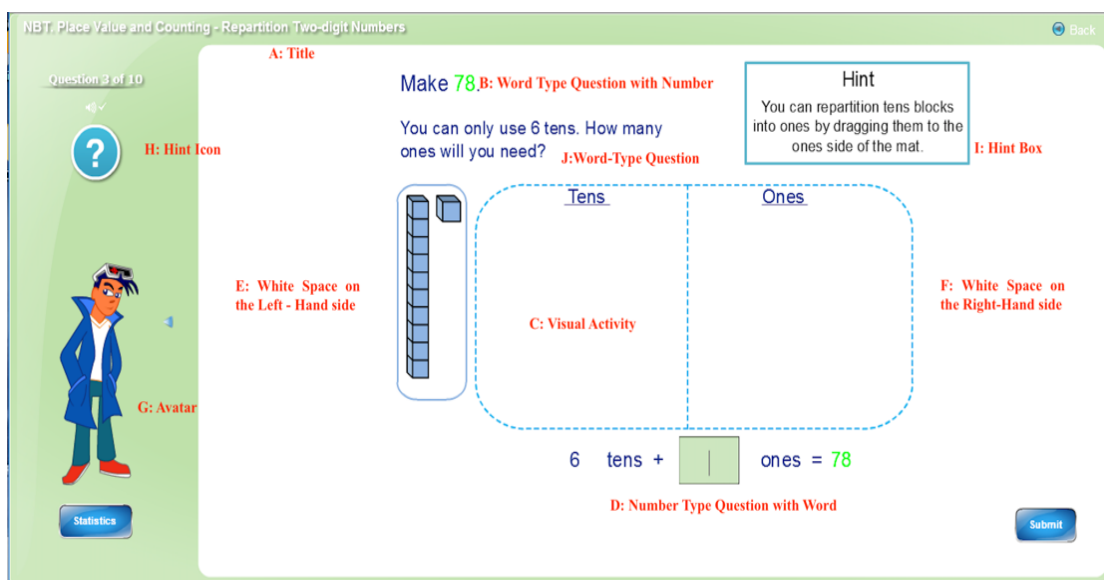 NBT. Place Value and Counting - Repartition Two-digit Numbers
Back
A: Title
Question 3 of 10
Make 78.
B: Word Type Question with Number
Hint
You can repartition tens blocks
into ones by dragging them to the
ones side of the mat.
I: Hint Box
?
H: Hint Icon
You can only use 6 tens. How many
ones will you need?
J:Word-Type Question
Tens
Ones
E: White Space on
the Left - Hand side
F: White Space on
the Right-Hand side
C: Visual Activity
G: Avatar
6 tens + ones = 78
D: Number Type Question with Word
Statistics
Submit